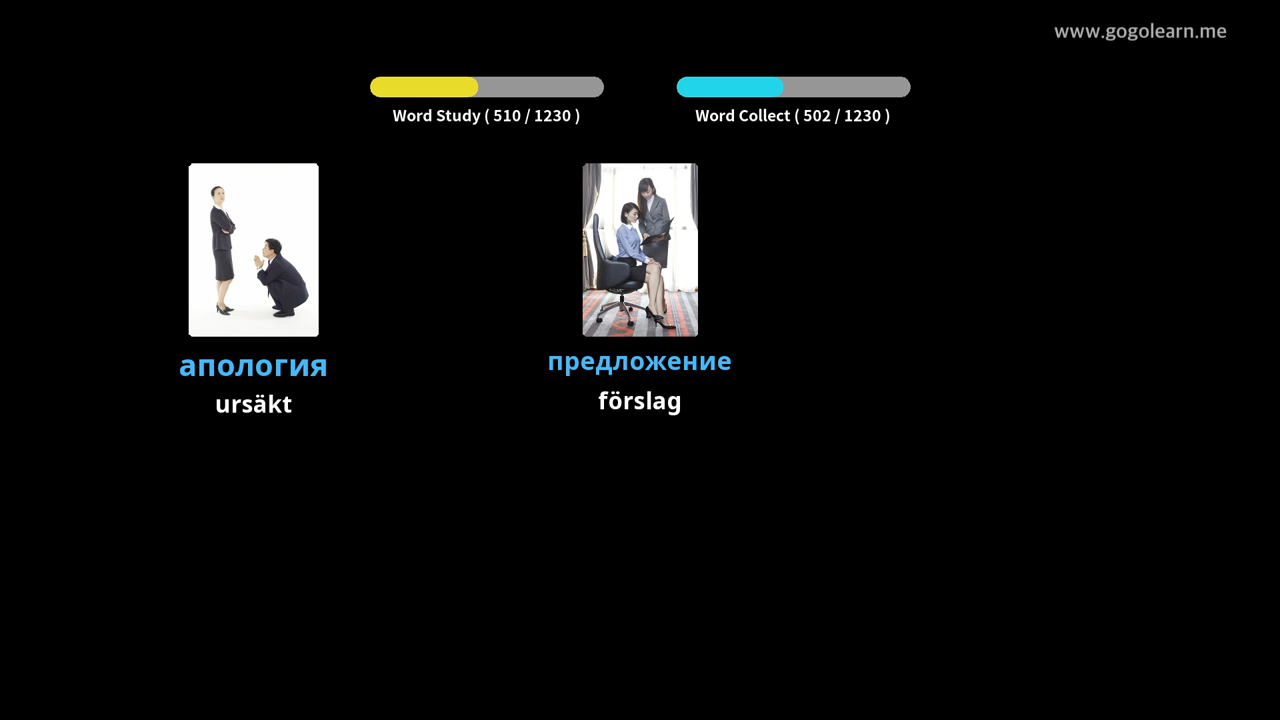 www.gogolearn.me
Word Study ( 510 / 1230 )
Word Collect ( 502 / 1230 )
апология
ursäkt
предложение
förslag